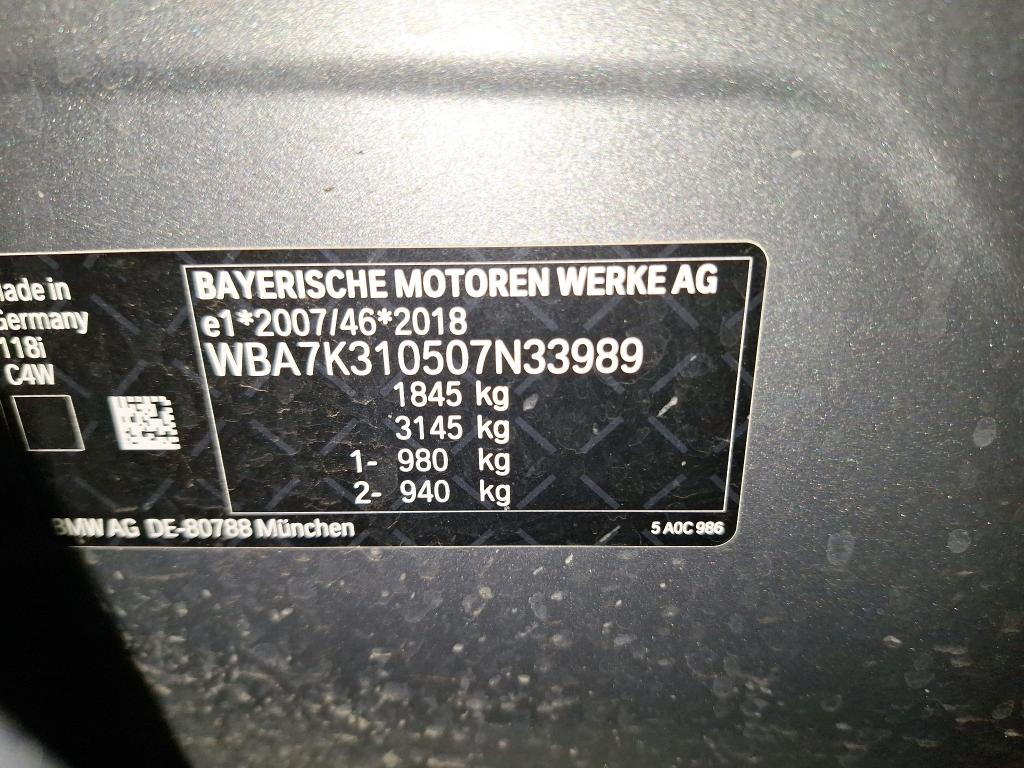 ade in
Germany
118i
C4W
BAYERISCHE MOTOREN WERKE AG
e1*2007/46*2018
WBA7K310507N33989
1845 kg
3145 kg
1- 980 kg
2- 940 kg
BMW AG DE-80788 München
5 A0C 986